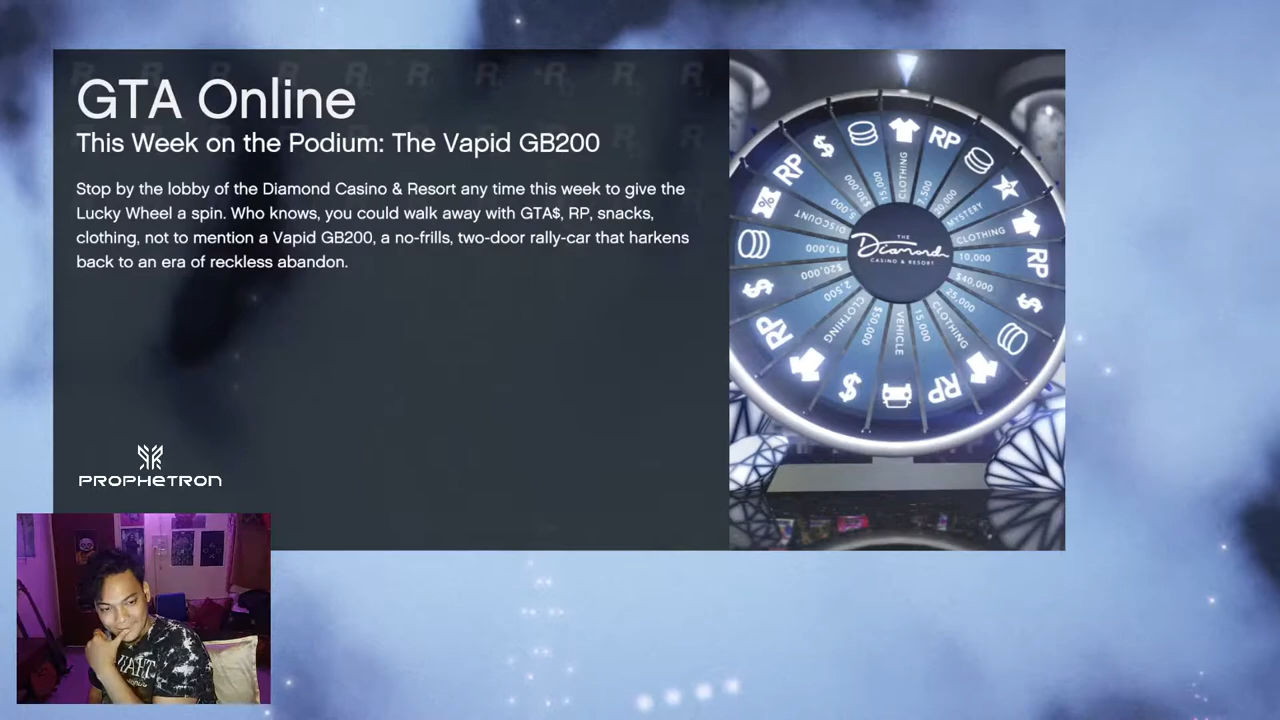 GTA Online
This Week on the Podium: The Vapid GB200
Stop by the lobby of the Diamond Casino & Resort any time this week to give the
Lucky Wheel a spin. Who knows, you could walk away with GTA$, RP, snacks,
clothing, not to mention a Vapid GB200, a no-frills, two-door rally-car that harkens
back to an era of reckless abandon.
CLOTHING
RP
7,500
20,000
MYSTERY
CLOTHING
RP
10,000
$
$40,000
25,000
CLOTHING
RP
15,000
VEHICLE
$
$50,000
CLOTHING
RP
2,500
$
$20,000
10,000
%
DISCOUNT
RP
5,000
$
$30,000
15,000
THE
Diamond
CASINO & RESORT
PROPHETRON